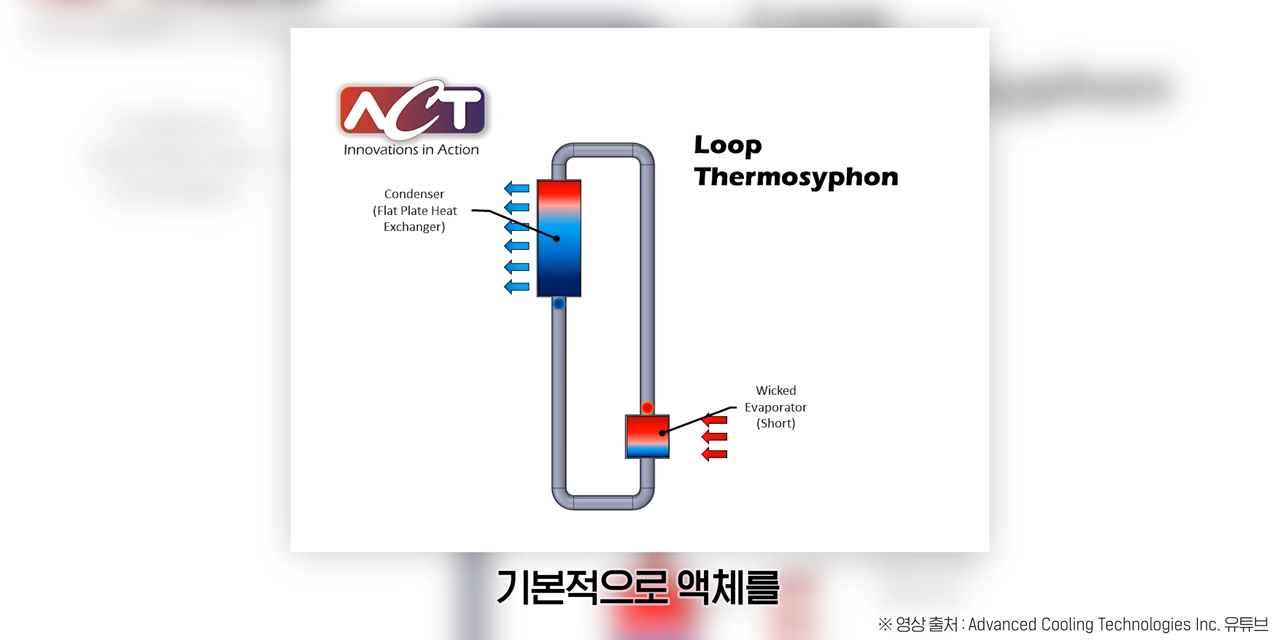 ACT
Innovations in Action
Loop
Thermosyphon
Condenser
(Flat Plate Heat
Exchanger)
Wicked
Evaporator
(Short)
기본적으로 액체를
※ 영상 출처 : Advanced Cooling Technologies Inc. 유튜브